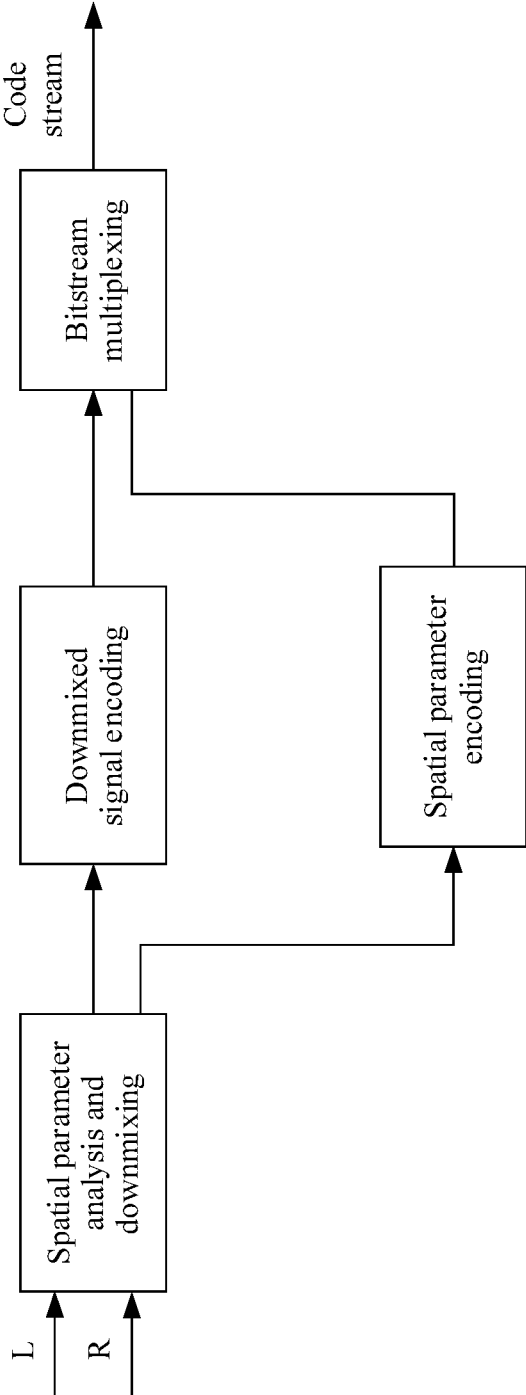 L
R
Spatial parameter
analysis and
downmixing
Downmixed
signal encoding
Spatial parameter
encoding
Bitstream
multiplexing
Code
stream